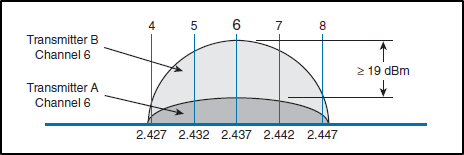 4 5 6 7 8
Transmitter B
Channel 6
≥ 19 dBm
Transmitter A
Channel 6
2.427 2.432 2.437 2.442 2.447